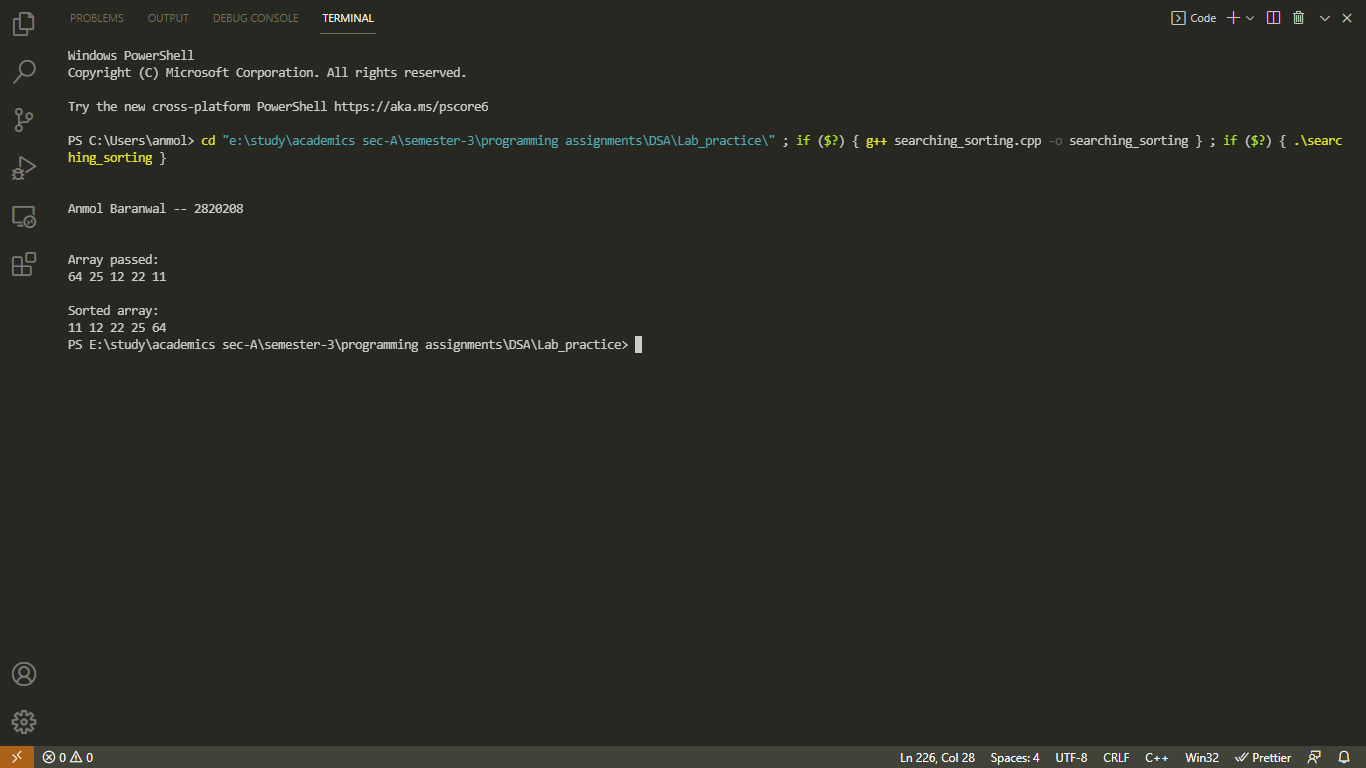 PROBLEMS OUTPUT DEBUG CONSOLE TERMINAL
Code
Windows PowerShell
Copyright (C) Microsoft Corporation. All rights reserved.
Try the new cross-platform PowerShell https://aka.ms/pscore6
PS C:\Users\anmol> cd "e:\study\academics sec-A\semester-3\programming assignments\DSA\Lab_practice\" ; if ($?) { g++ searching_sorting.cpp -o searching_sorting } ; if ($?) { .\searc
hing_sorting }
Anmol Baranwal -- 2820208
Array passed:
64 25 12 22 11
Sorted array:
11 12 22 25 64
PS E:\study\academics sec-A\semester-3\programming assignments\DSA\Lab_practice>
0 0 Ln 226, Col 28 Spaces: 4 UTF-8 CRLF C++ Win32 Prettier